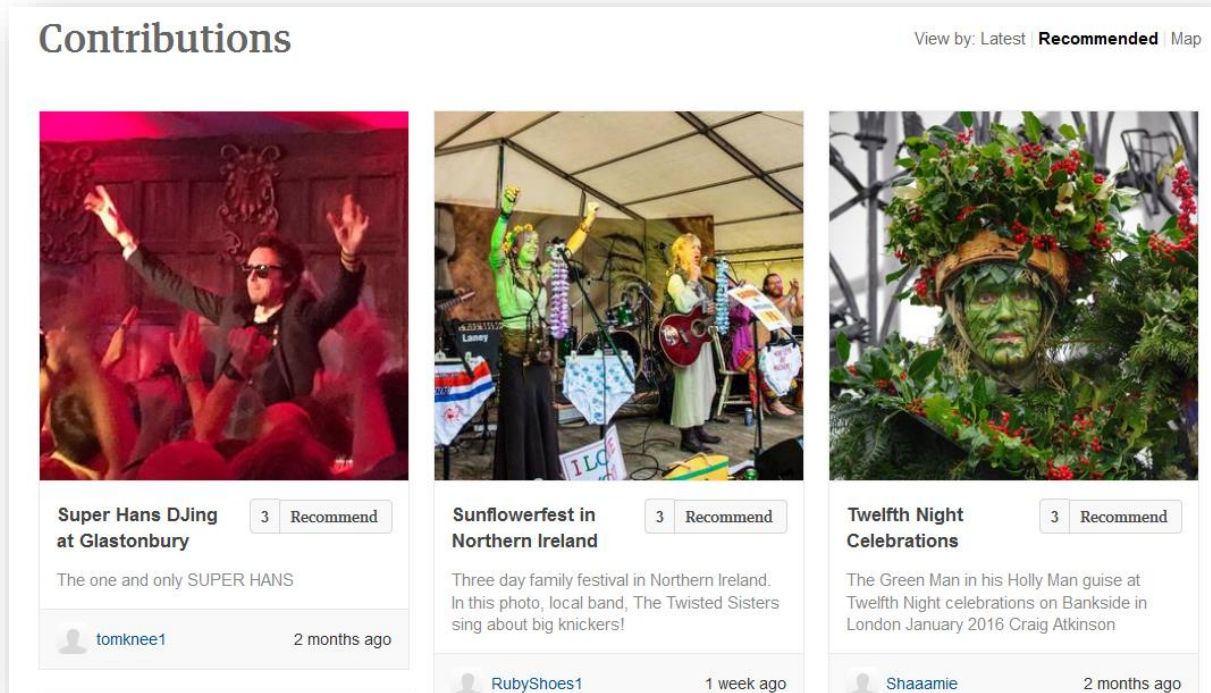 Contributions
View by: Latest | Recommended | Map
Laney
I LO
Super Hans DJing
at Glastonbury
3 Recommend
The one and only SUPER HANS
tomknee1
2 months ago
Sunflowerfest in
Northern Ireland
3 Recommend
Three day family festival in Northern Ireland.
In this photo, local band, The Twisted Sisters
sing about big knickers!
RubyShoes1
1 week ago
Twelfth Night
Celebrations
3 Recommend
The Green Man in his Holly Man guise at
Twelfth Night celebrations on Bankside in
London January 2016 Craig Atkinson
Shaaamie
2 months ago